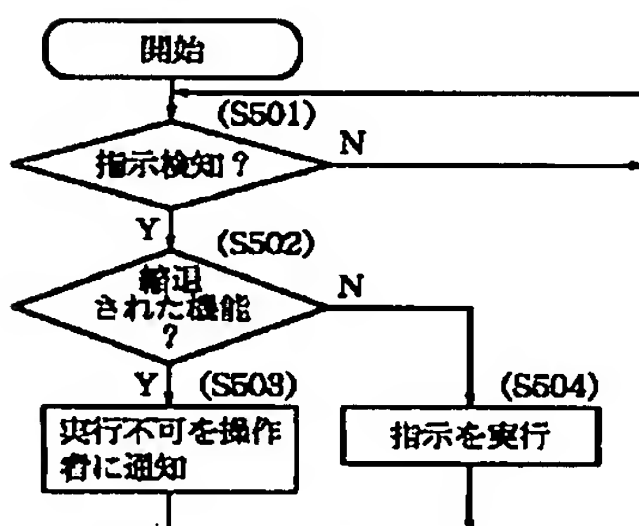 開始
(S501)
指示検知?
N
Y
(S502)
縮退
された機能
?
N
Y
(S503)
(S504)
実行不可を操作
者に通知
指示を実行